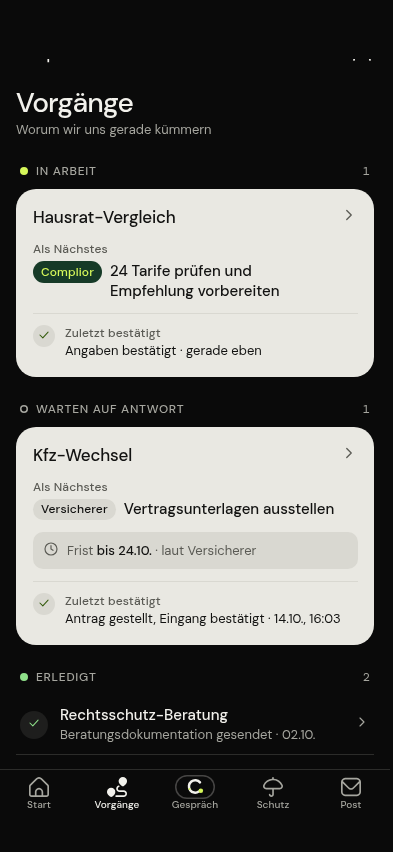 Vorgänge
Worum wir uns gerade kümmern
IN ARBEIT 1
Hausrat-Vergleich
Als Nächstes
Complior 24 Tarife prüfen und
Empfehlung vorbereiten
Zuletzt bestätigt
Angaben bestätigt · gerade eben
WARTEN AUF ANTWORT 1
Kfz-Wechsel
Als Nächstes
Versicherer Vertragsunterlagen ausstellen
Frist bis 24.10. · laut Versicherer
Zuletzt bestätigt
Antrag gestellt, Eingang bestätigt · 14.10., 16:03
ERLEDIGT 2
Rechtsschutz-Beratung
Beratungsdokumentation gesendet · 02.10.
Start Vorgänge Gespräch Schutz Post